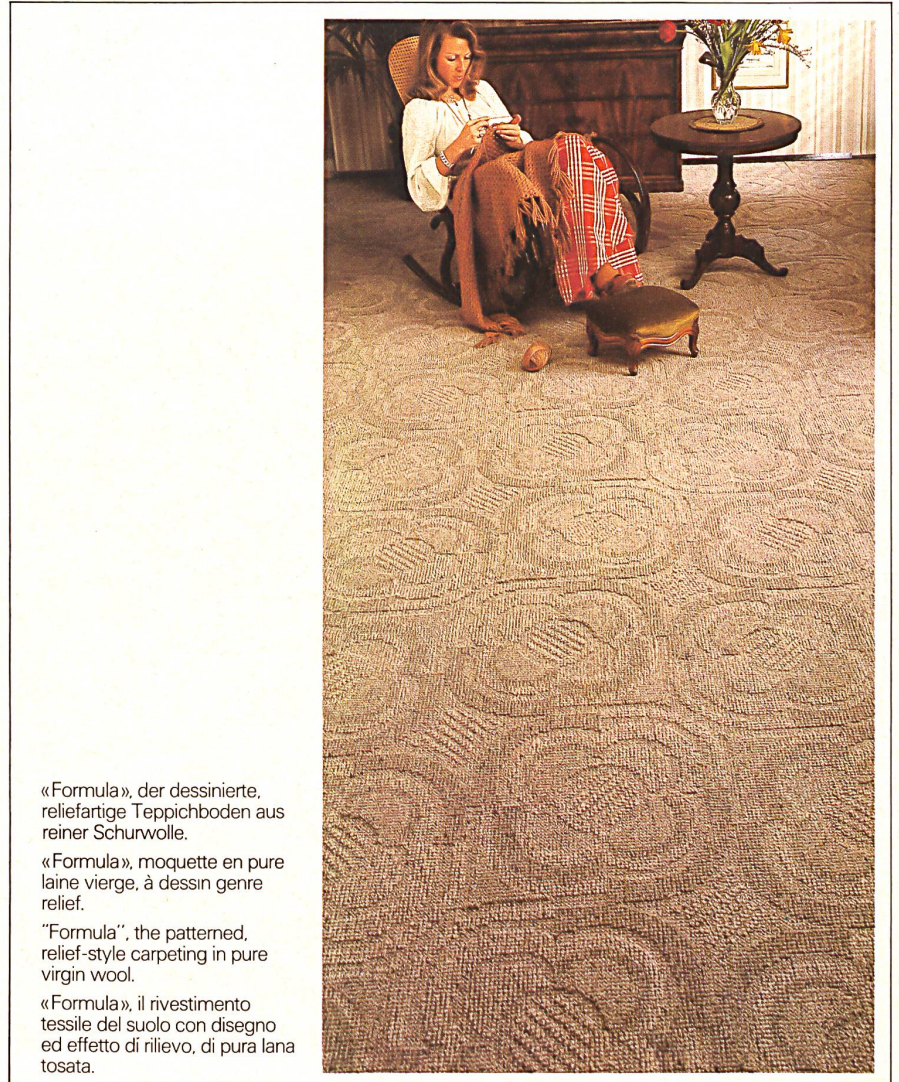 «Formula», der dessinierte,
reliefartige Teppichboden aus
reiner Schurwolle.
«Formula», moquette en pure
laine vierge, à dessin genre
relief.
"Formula", the patterned,
relief-style carpeting in pure
virgin wool.
«Formula», il rivestimento
tessile del suolo con disegno
ed effetto di rilievo, di pura lana
tosata.